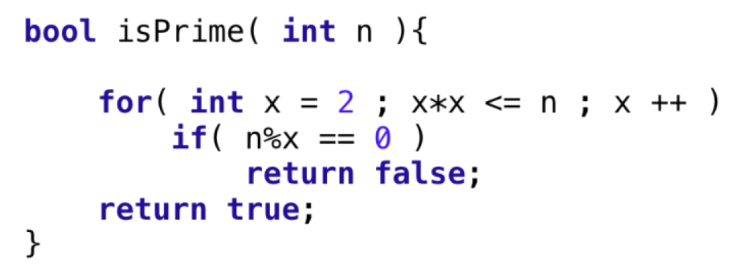 bool isPrime( int n ){
for( int x = 2 ; x*x <= n ; x ++ )
if( n%x == 0 )
return false;
return true;
}